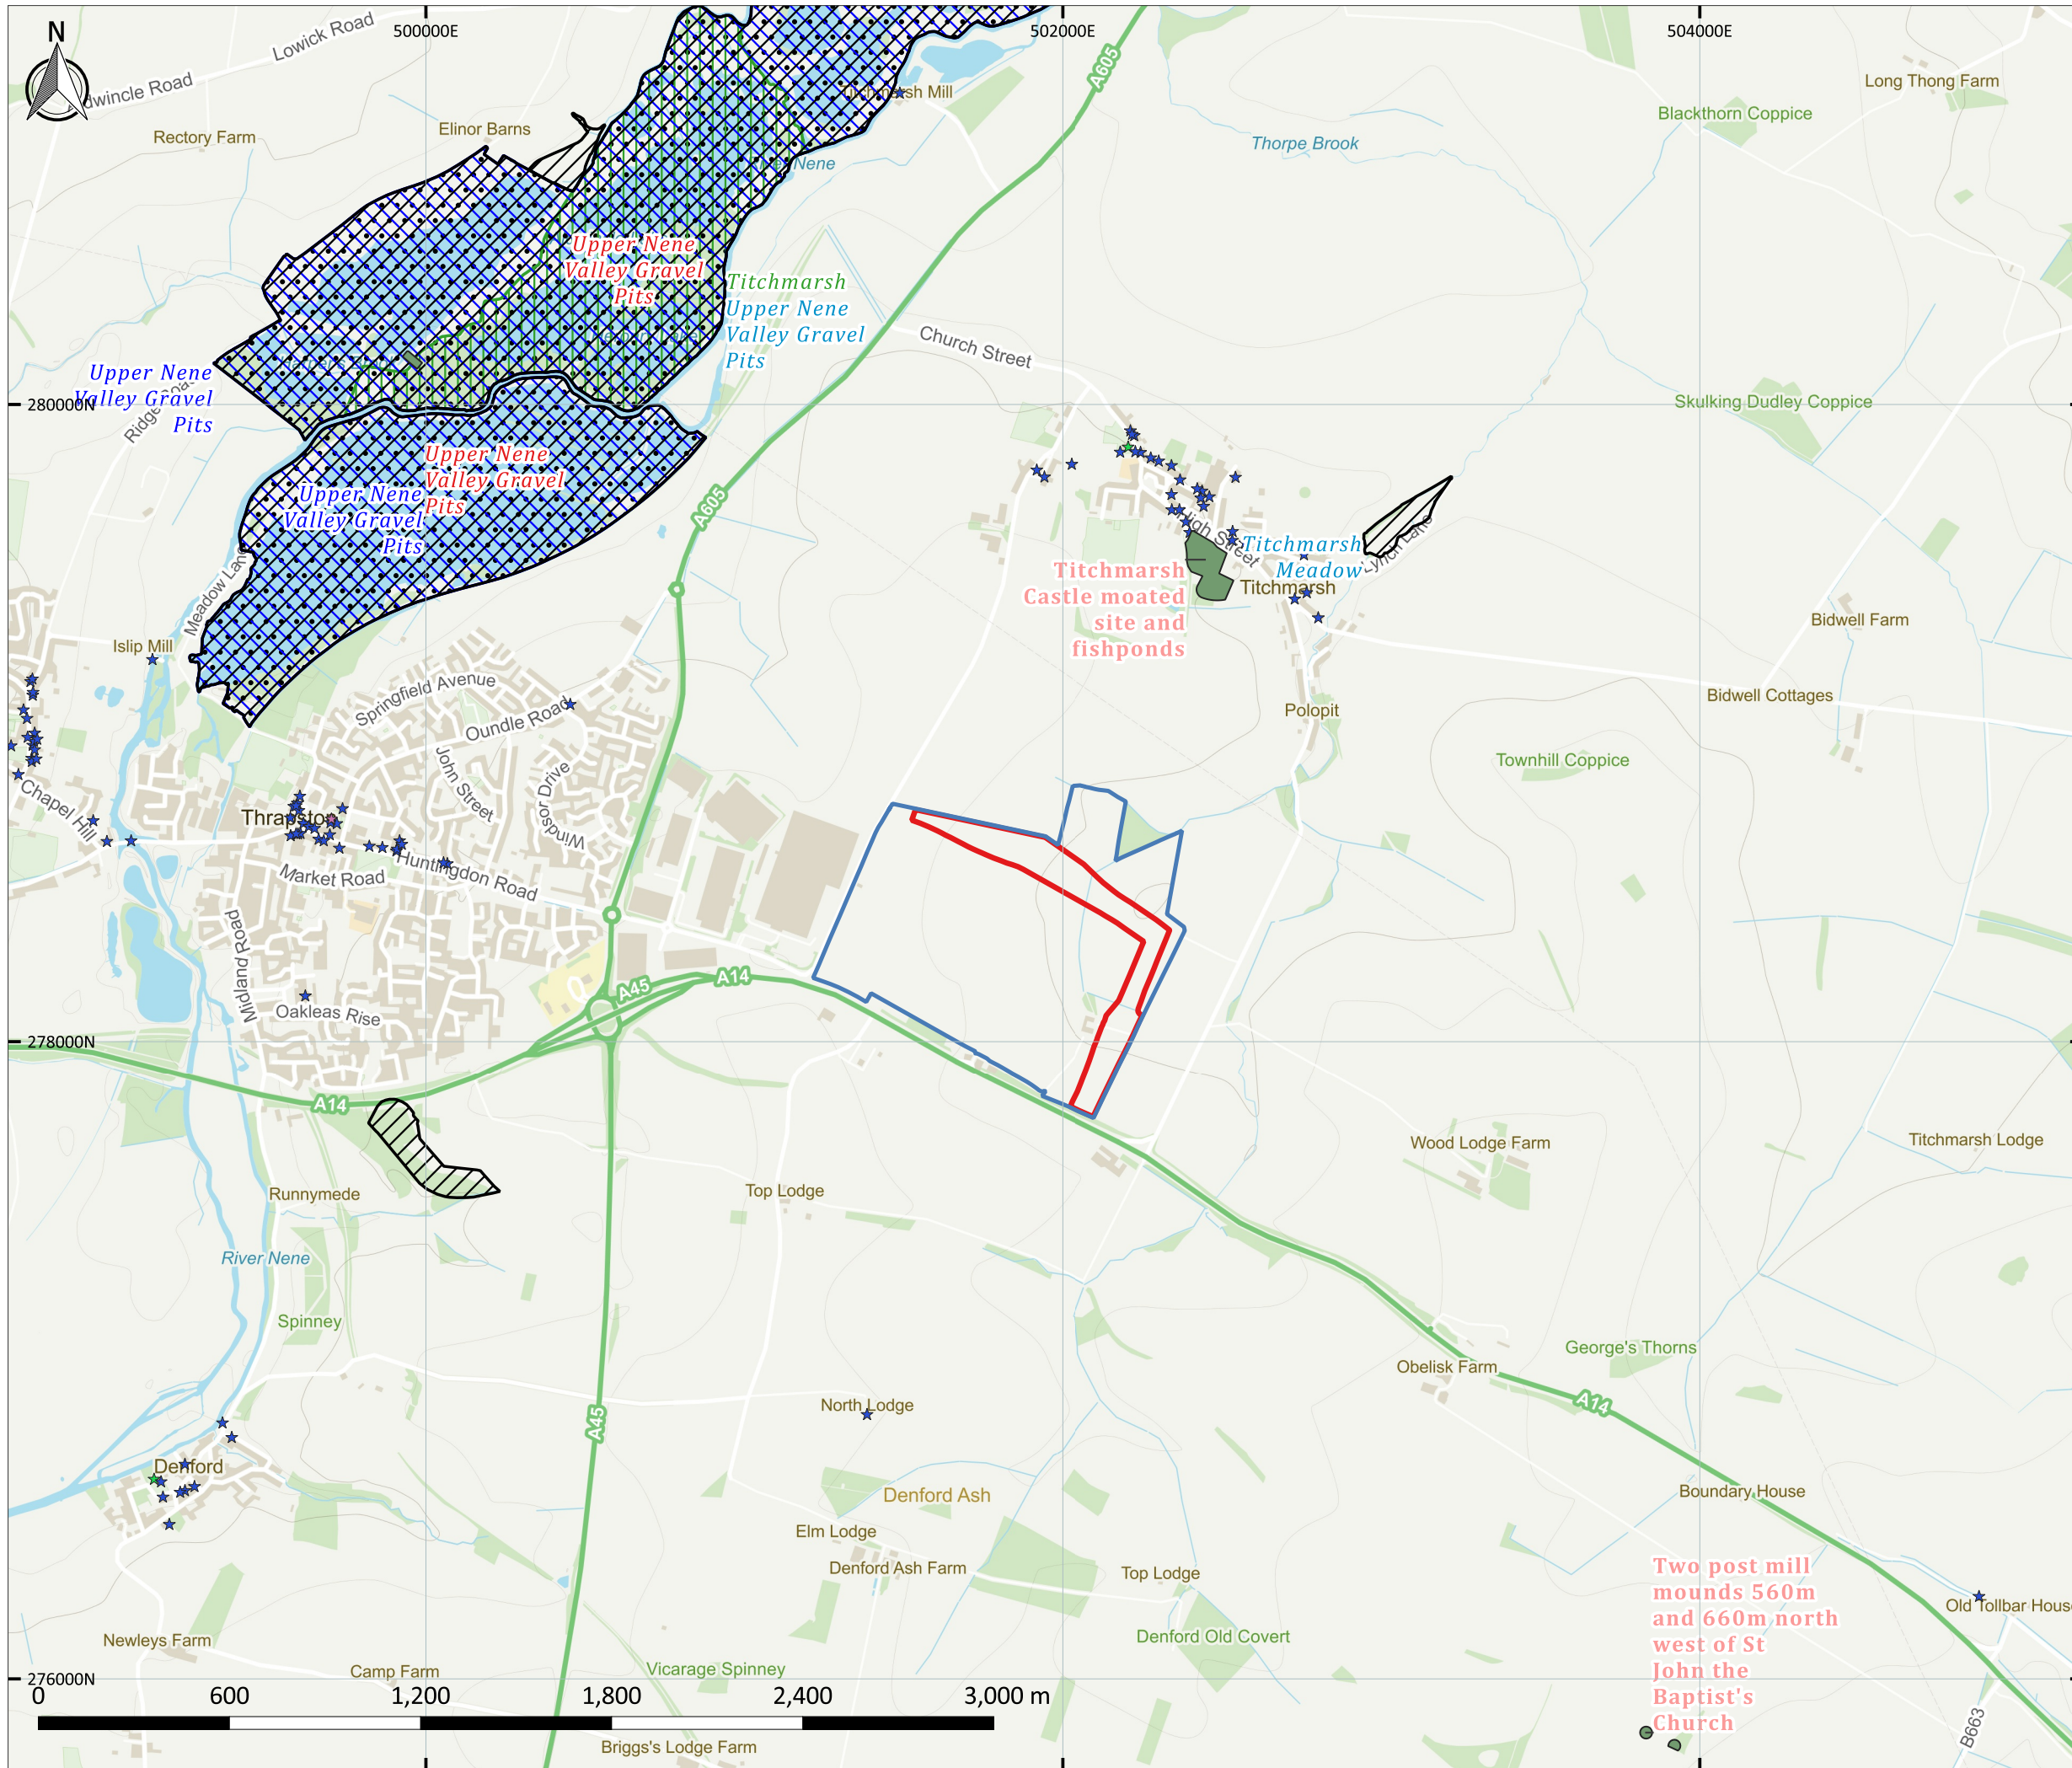 N
500000E
502000E
504000E
Lowick Road
Rectory Farm
Elinor Barns
Titchmarsh Mill
A605
Long Thong Farm
Blackthorn Coppice
Thorpe Brook
Nene
Upper Nene
Valley Gravel
Pits
Titchmarsh
Upper Nene
Valley Gravel
Pits
Church Street
Upper Nene
Valley Gravel
Pits
280000N
Skulking Dudley Coppice
Upper Nene
Valley Gravel
Pits
Upper Nene
Valley Gravel
Pits
A605
High Street
Titchmarsh
Meadow
Lynch Lane
Titchmarsh
Castle moated
site and
fishponds
Titchmarsh
Meadow Lane
Islip Mill
Bidwell Farm
Bidwell Cottages
Polopit
Springfield Avenue
Oundle Road
John Street
Windsor Drive
Townhill Coppice
Chapel Hill
Thrapston
Market Road
Huntingdon Road
Midland Road
Oakleas Rise
A45
A14
278000N
A14
Wood Lodge Farm
Titchmarsh Lodge
Runnymede
Top Lodge
River Nene
Spinney
George's Thorns
Obelisk Farm
A14
North Lodge
A45
Denford
Denford Ash
Boundary House
Elm Lodge
Denford Ash Farm
Top Lodge
Two post mill
mounds 560m
and 660m north
west of St
John the
Baptist's
Church
Old Tollbar House
Denford Old Covert
Newleys Farm
Camp Farm
Vicarage Spinney
276000N
0 600 1,200 1,800 2,400 3,000 m
B663
Briggs's Lodge Farm